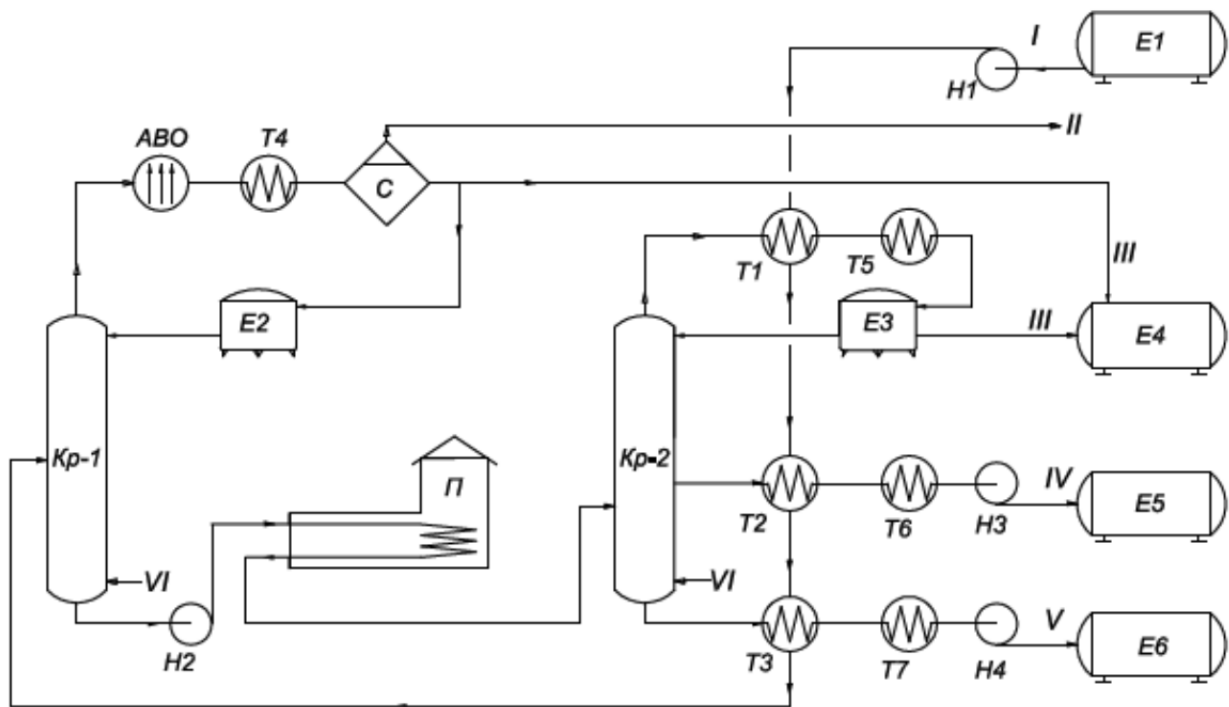 I
E1
H1
ABO
T4
II
C
T1
T5
III
E2
E3
III
E4
Кр-1
П
Кр-2
T2
T6
H3
IV
E5
VI
VI
H2
T3
T7
H4
V
E6